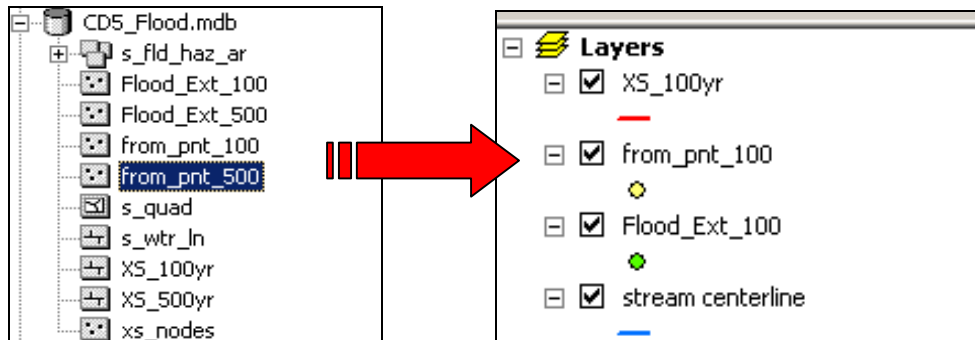 CD5_Flood.mdb
s_fld_haz_ar
Flood_Ext_100
Flood_Ext_500
from_pnt_100
from_pnt_500
s_quad
s_wtr_ln
XS_100yr
XS_500yr
xs_nodes
Layers
XS_100yr
from_pnt_100
Flood_Ext_100
stream centerline